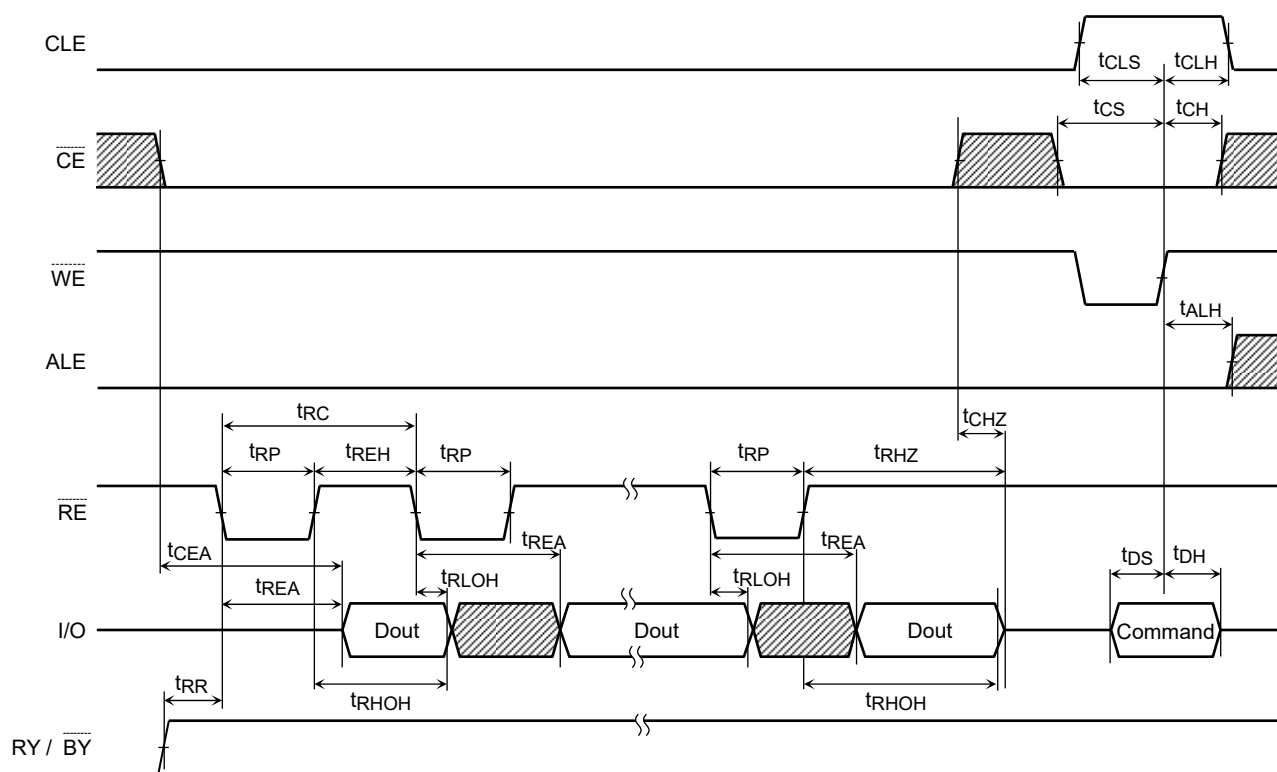 CLE
tCLS tCLH
tCS tCH
CE
WE
tALH
ALE
tRC
tCHZ
tRP tREH tRP tRP tRHZ
RE
tCEA
tREA tREA
tDS tDH
tREA
tRLOH tRLOH
I/O Dout Dout Dout Command
tRR
tRHOH tRHOH
RY / BY